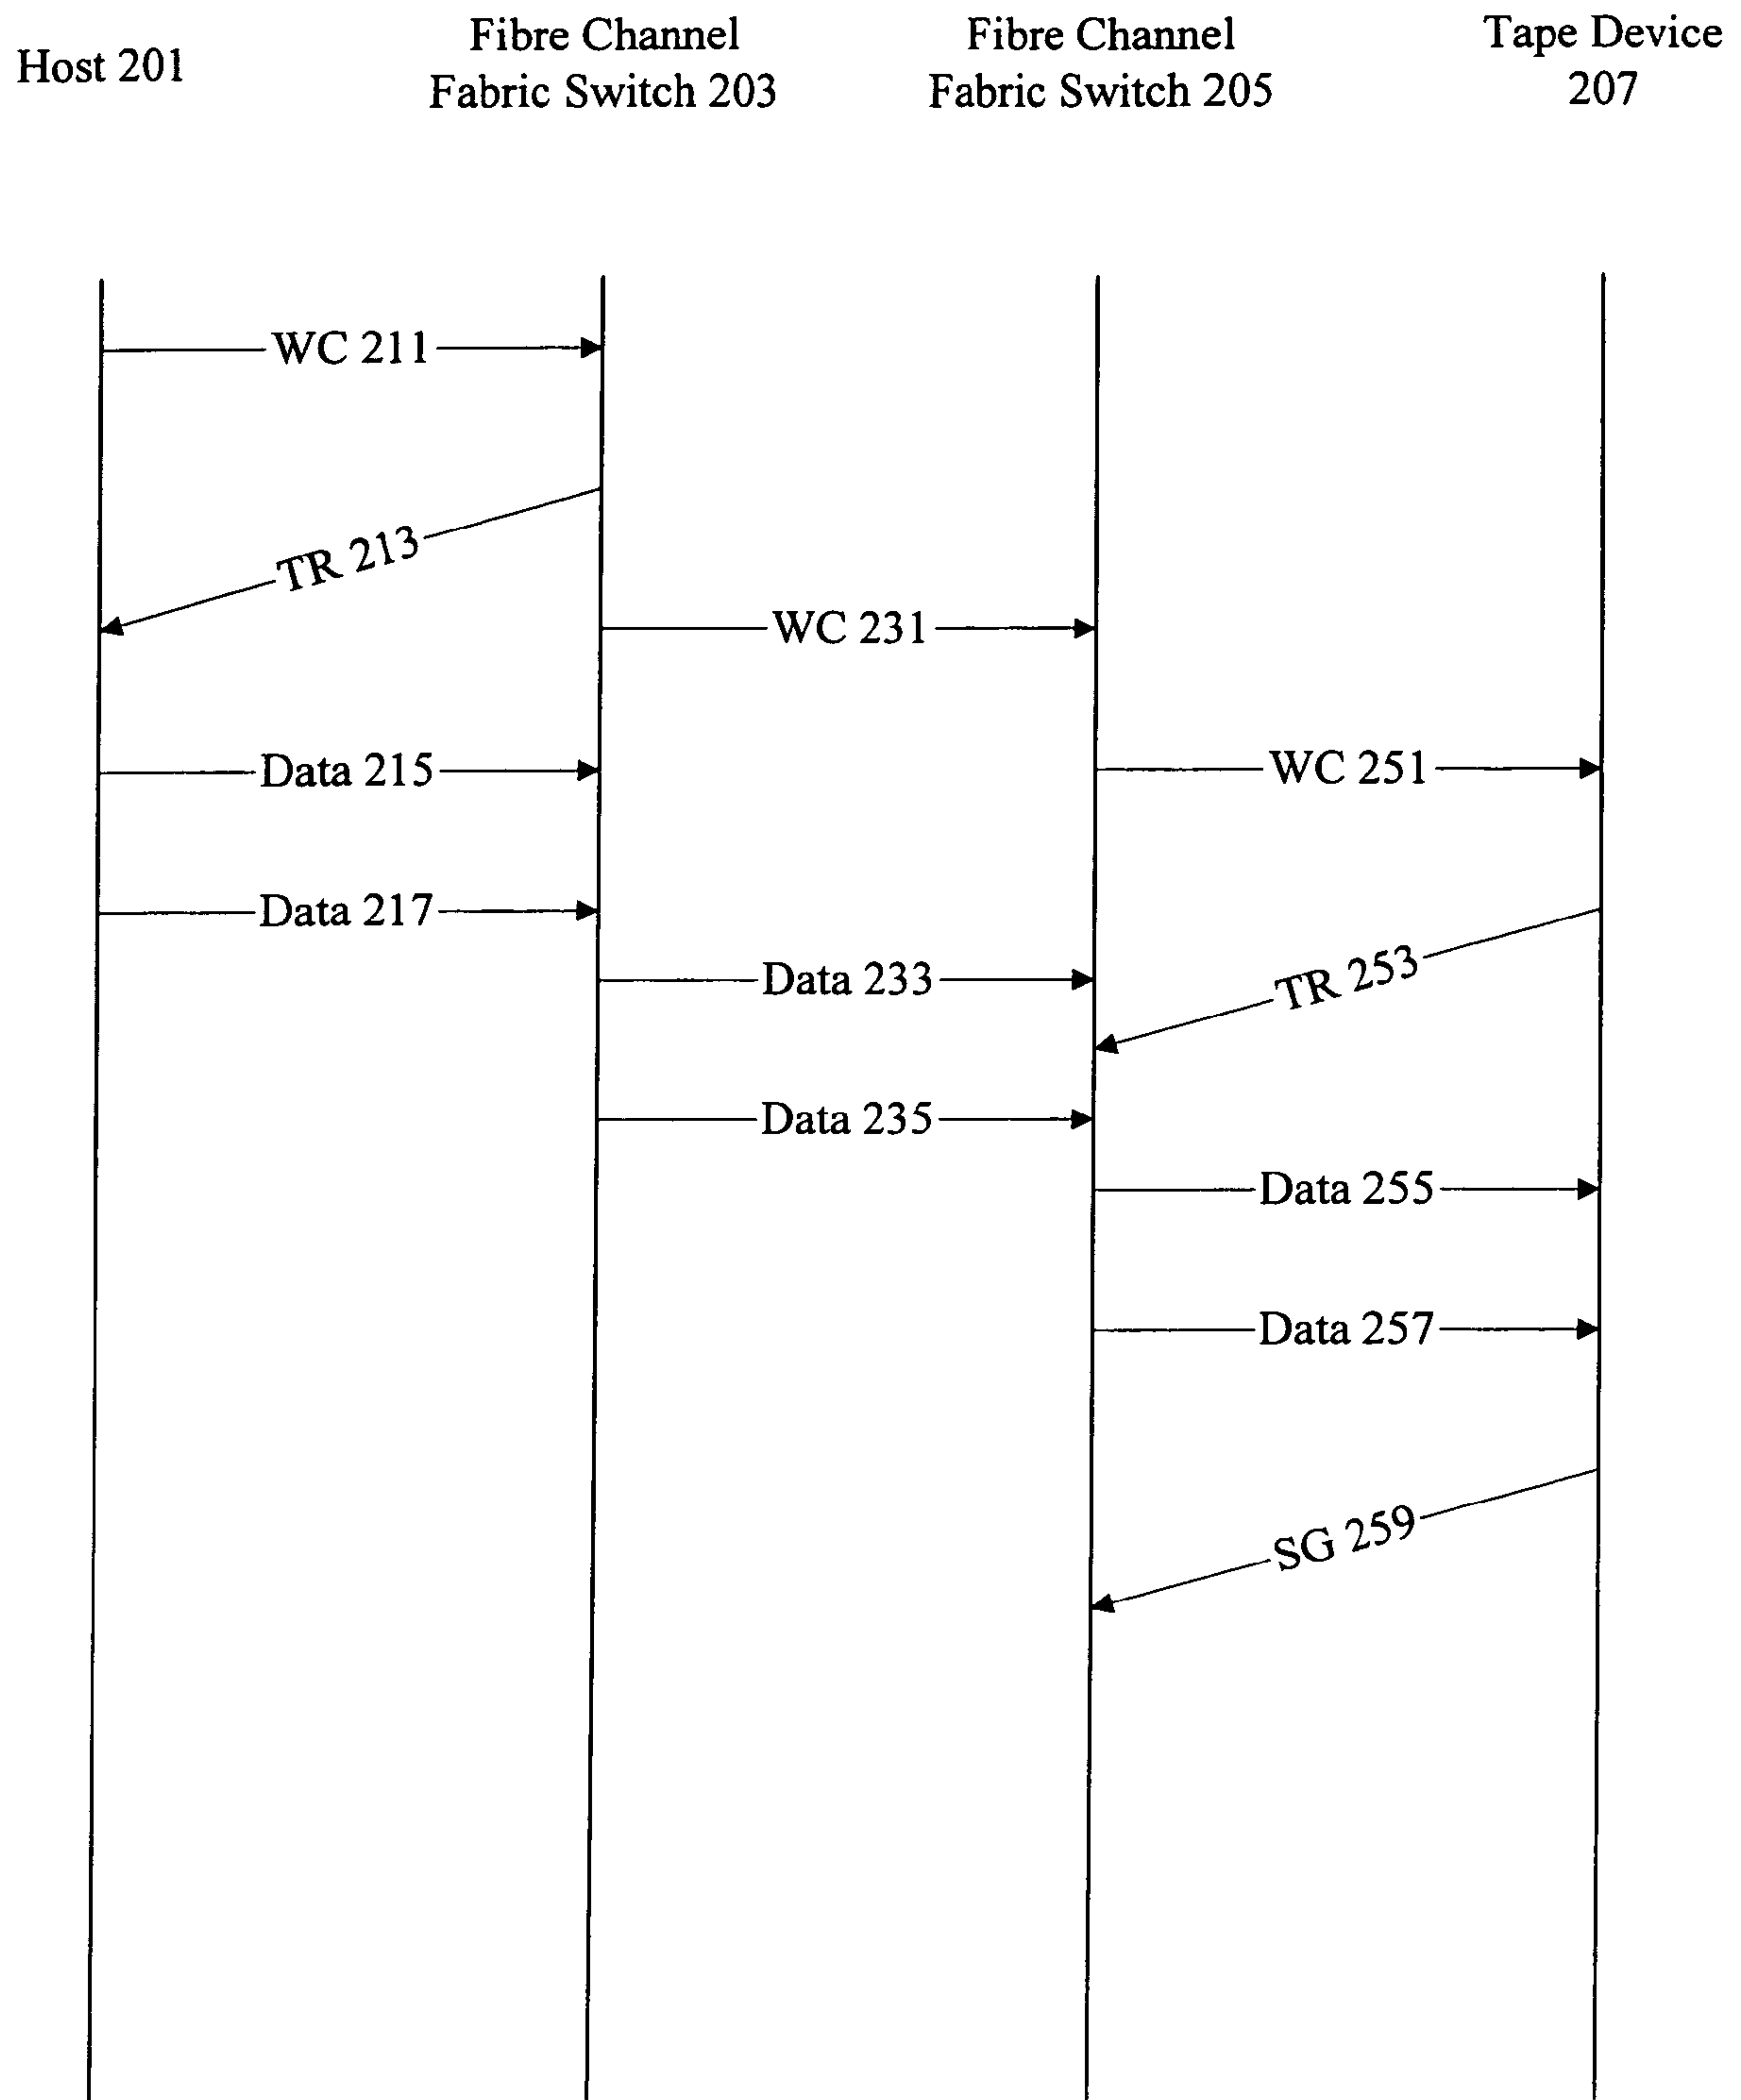 Host 201
Fibre Channel
Fabric Switch 203
Fibre Channel
Fabric Switch 205
Tape Device
207
WC 211
TR 213
WC 231
Data 215
WC 251
Data 217
TR 253
Data 233
Data 235
Data 255
Data 257
SG 259